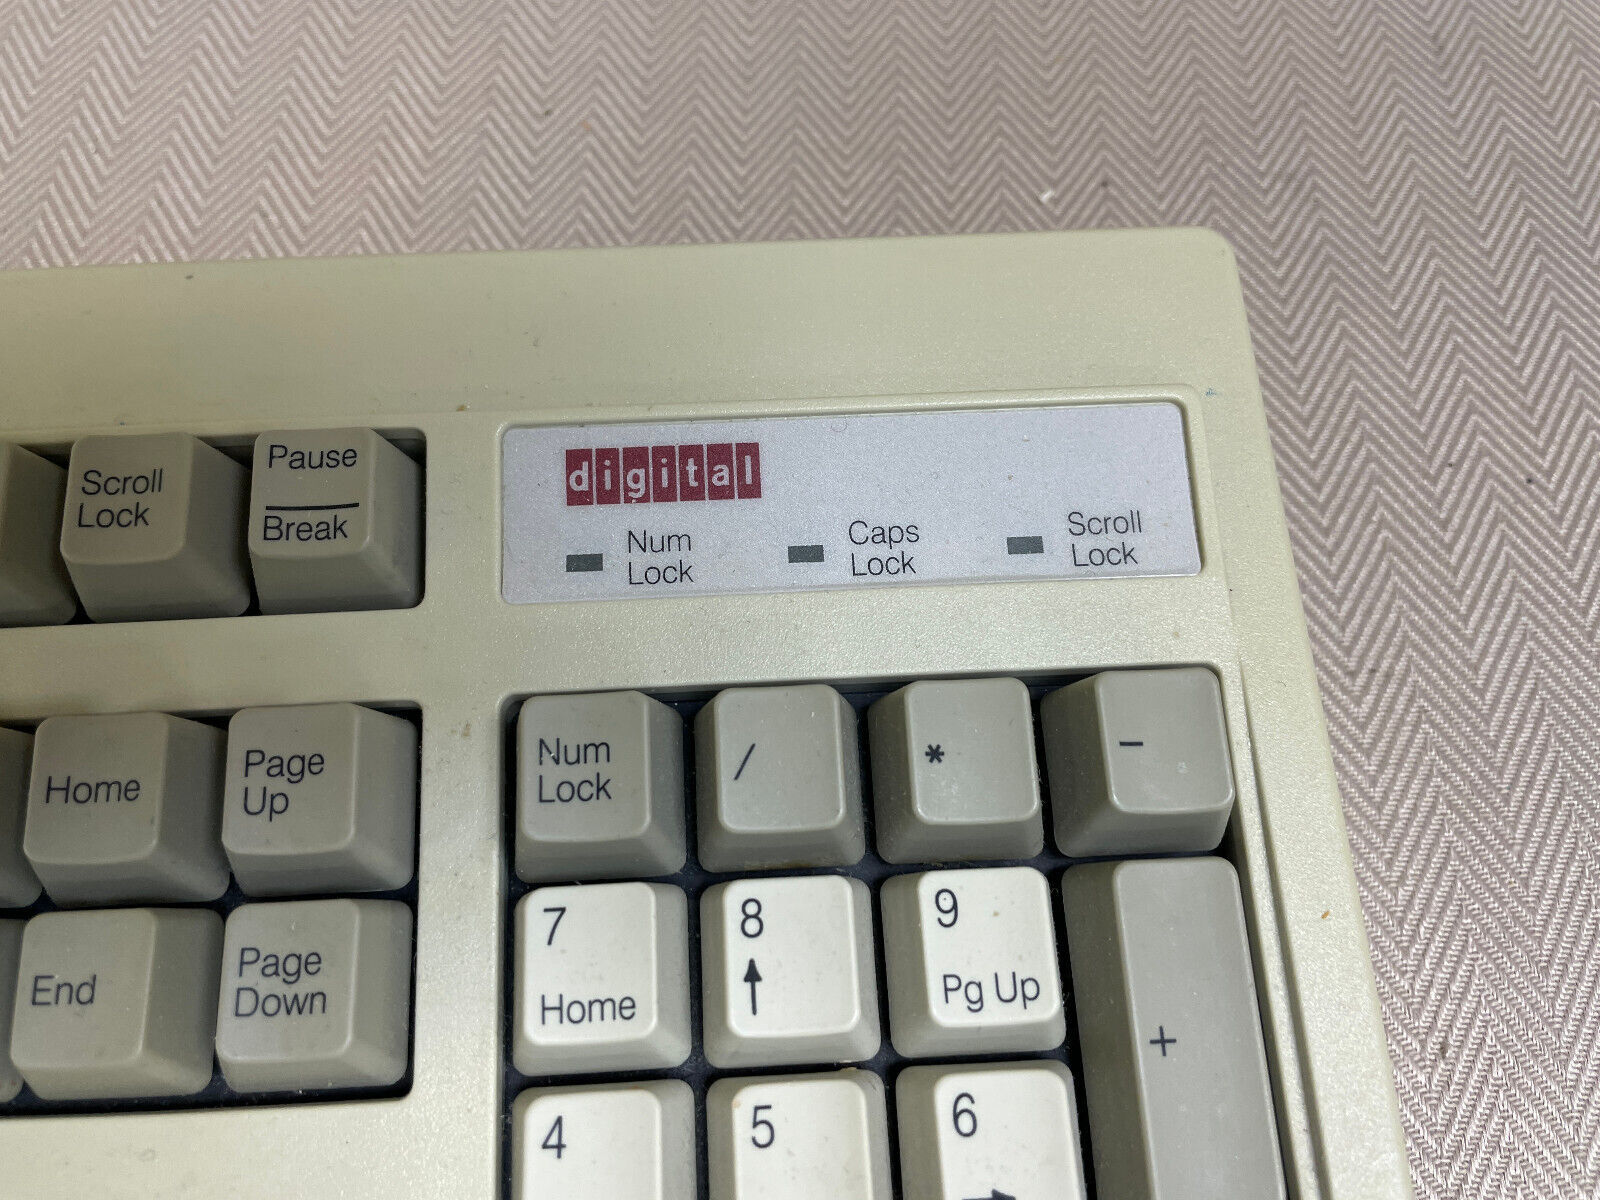 Scroll
Lock
Pause
Break
digital
Num
Lock
Caps
Lock
Scroll
Lock
Home
Page
Up
Num
Lock
/
*
-
End
Page
Down
7
Home
8
↑
9
Pg Up
+
4
5
6